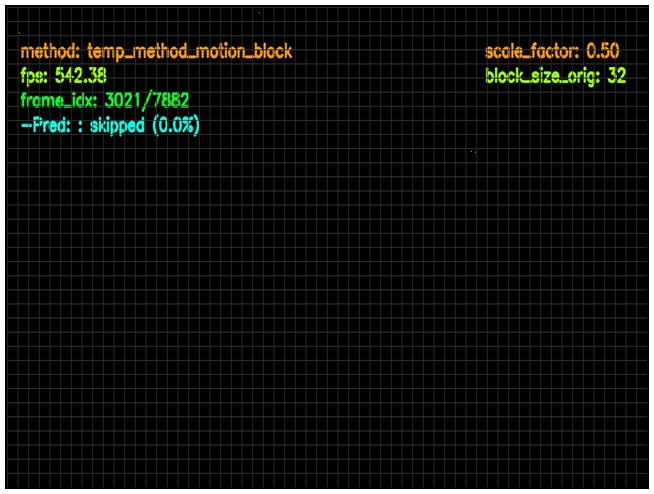 method: temp_method_motion_block
scale_factor: 0.50
fps: 542.38
block_size_orig: 32
frame_idx: 3021/7882
--Pred: : skipped (0.0%)